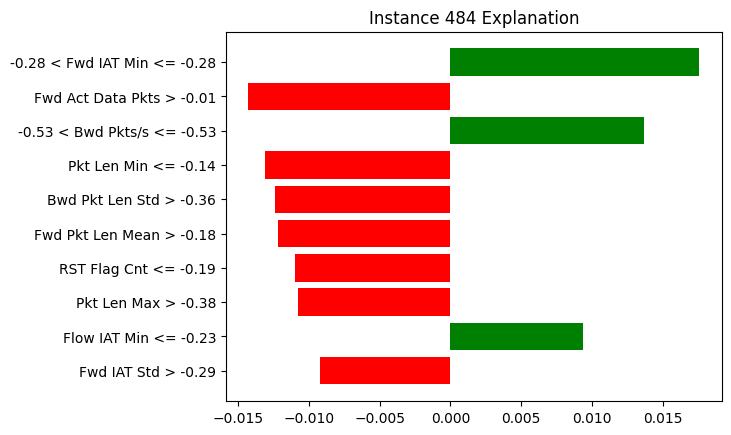 Instance 484 Explanation
-0.28 < Fwd IAT Min <= -0.28
Fwd Act Data Pkts > -0.01
-0.53 < Bwd Pkts/s <= -0.53
Pkt Len Min <= -0.14
Bwd Pkt Len Std > -0.36
Fwd Pkt Len Mean > -0.18
RST Flag Cnt <= -0.19
Pkt Len Max > -0.38
Flow IAT Min <= -0.23
Fwd IAT Std > -0.29
−0.015 −0.010 −0.005 0.000 0.005 0.010 0.015